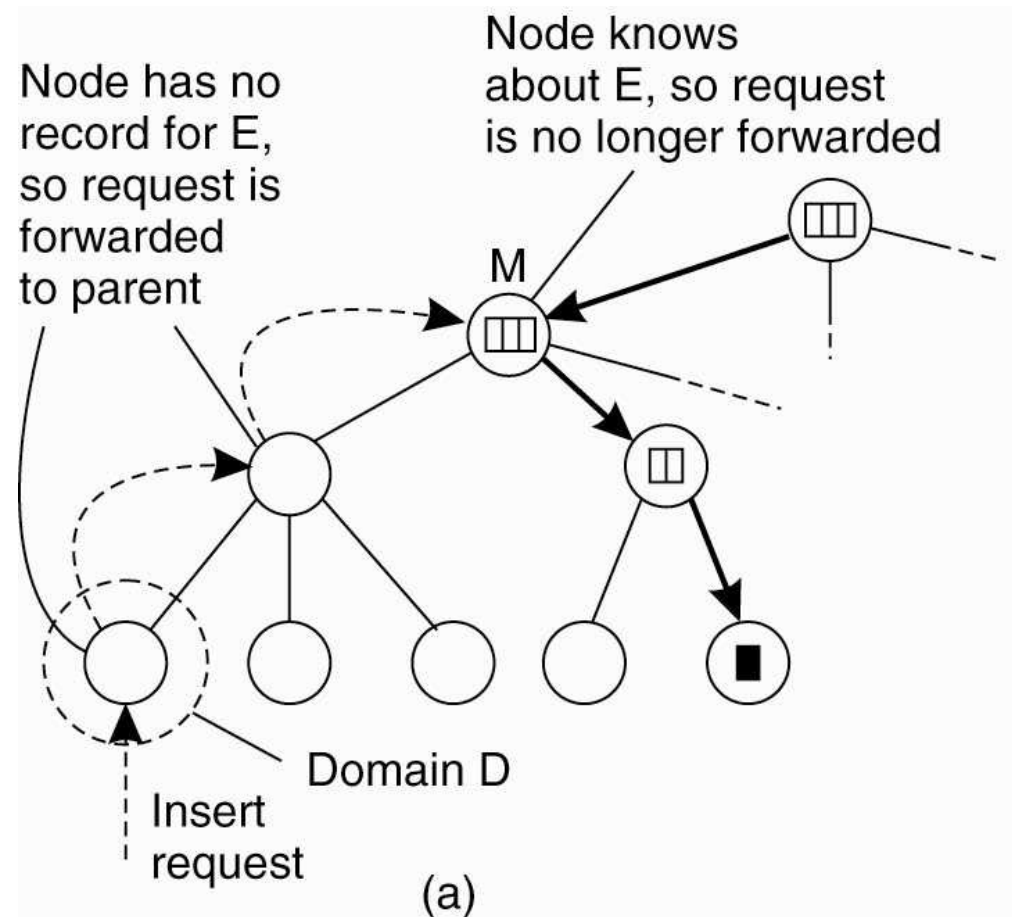 Node has no
record for E,
so request is
forwarded
to parent
Node knows
about E, so request
is no longer forwarded
M
Domain D
Insert
request
(a)